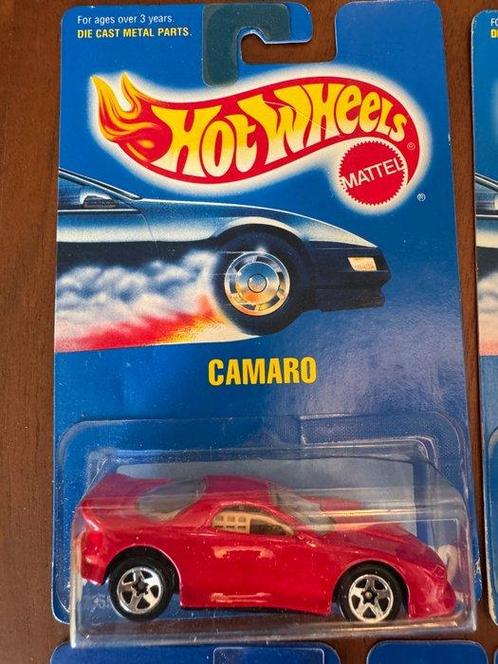 For ages over 3 years.
DIE CAST METAL PARTS.
HOT WHEELS
®
MATTEL
®
CAMARO